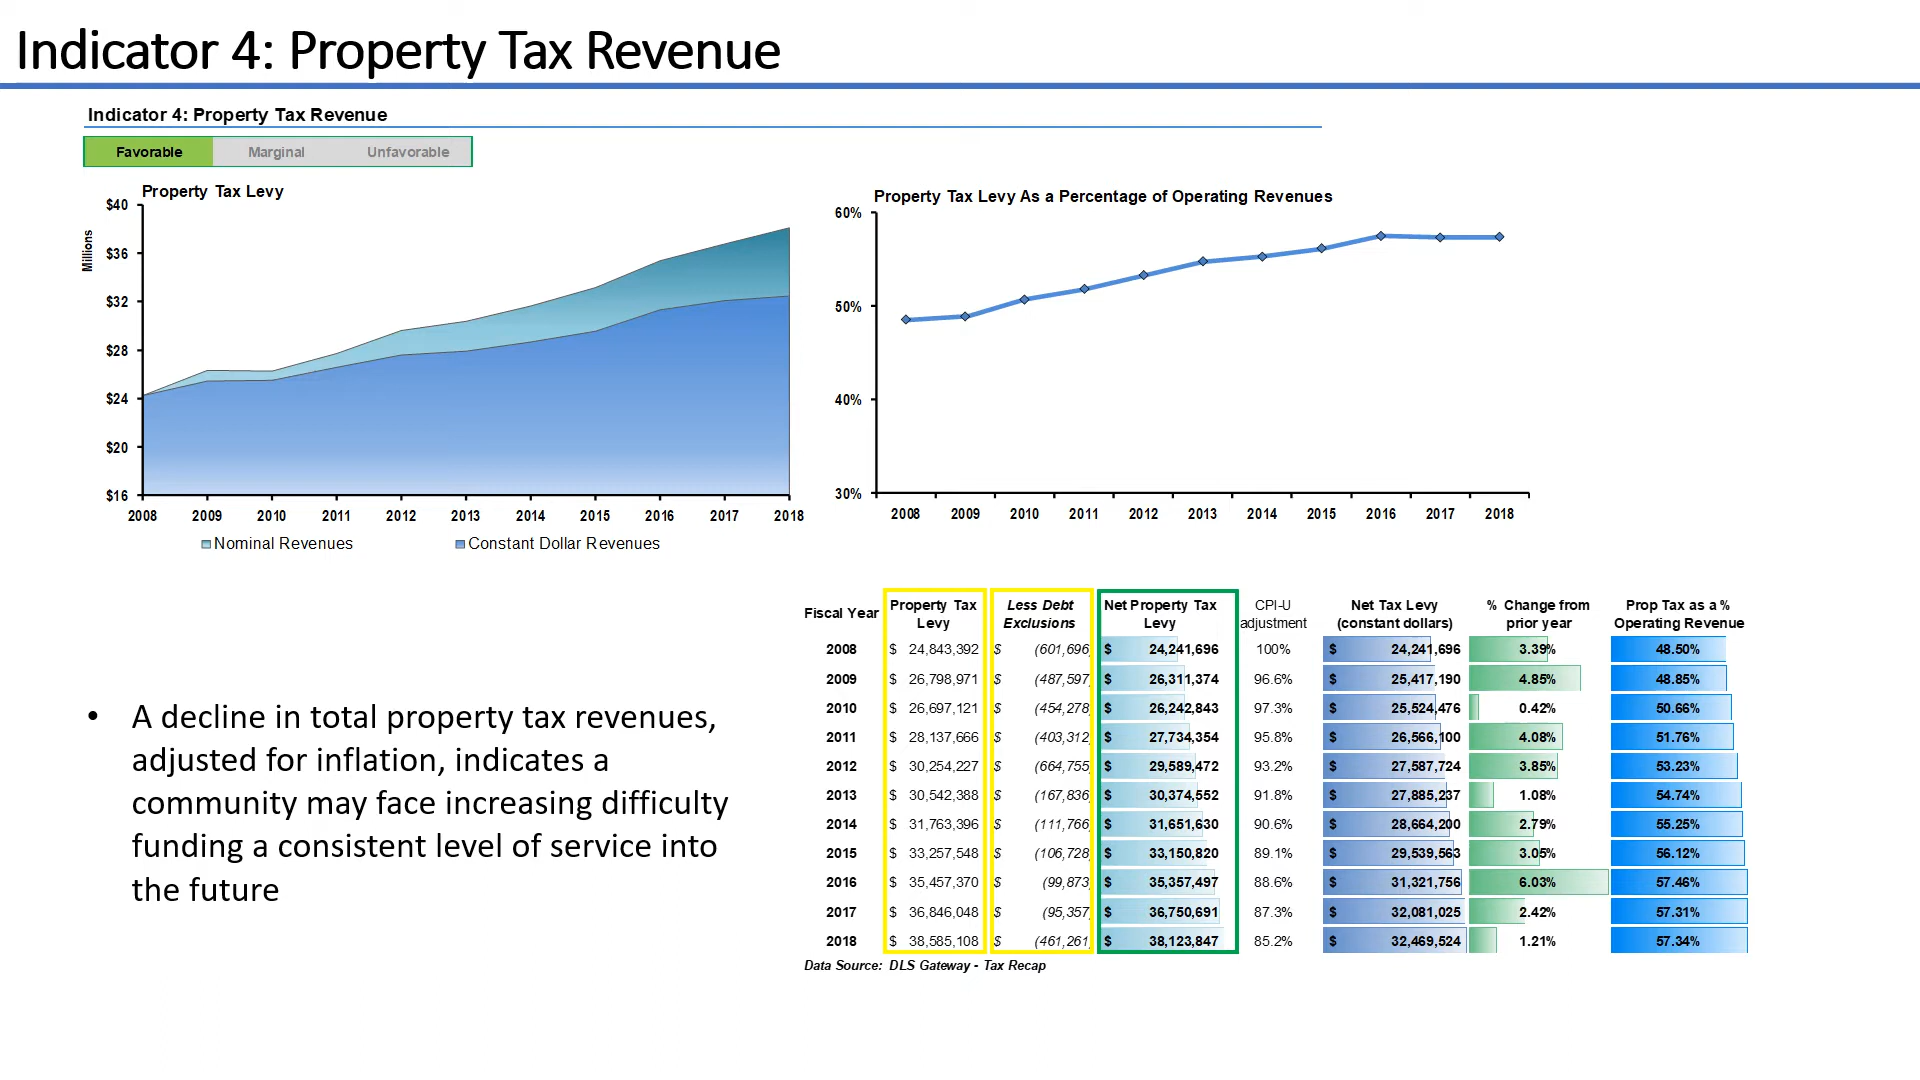 Indicator 4: Property Tax Revenue
Indicator 4: Property Tax Revenue
Favorable Marginal Unfavorable
Property Tax Levy
Millions
$40
$36
$32
$28
$24
$20
$16
2008 2009 2010 2011 2012 2013 2014 2015 2016 2017 2018
Nominal Revenues Constant Dollar Revenues
Property Tax Levy As a Percentage of Operating Revenues
60%
50%
40%
30%
2008 2009 2010 2011 2012 2013 2014 2015 2016 2017 2018
• A decline in total property tax revenues,
adjusted for inflation, indicates a
community may face increasing difficulty
funding a consistent level of service into
the future
Fiscal Year Property Tax Levy Less Debt Exclusions Net Property Tax Levy CPI-U adjustment Net Tax Levy (constant dollars) % Change from prior year Prop Tax as a % Operating Revenue
2008 $ 24,843,392 $ (601,696) $ 24,241,696 100% $ 24,241,696 3.39% 48.50%
2009 $ 26,798,971 $ (487,597) $ 26,311,374 96.6% $ 25,417,190 4.85% 48.85%
2010 $ 26,697,121 $ (454,278) $ 26,242,843 97.3% $ 25,524,476 0.42% 50.66%
2011 $ 28,137,666 $ (403,312) $ 27,734,354 95.8% $ 26,566,100 4.08% 51.76%
2012 $ 30,254,227 $ (664,755) $ 29,589,472 93.2% $ 27,587,724 3.85% 53.23%
2013 $ 30,542,388 $ (167,836) $ 30,374,552 91.8% $ 27,885,237 1.08% 54.74%
2014 $ 31,763,396 $ (111,766) $ 31,651,630 90.6% $ 28,664,200 2.79% 55.25%
2015 $ 33,257,548 $ (106,728) $ 33,150,820 89.1% $ 29,539,563 3.05% 56.12%
2016 $ 35,457,370 $ (99,873) $ 35,357,497 88.6% $ 31,321,756 6.03% 57.46%
2017 $ 36,846,048 $ (95,357) $ 36,750,691 87.3% $ 32,081,025 2.42% 57.31%
2018 $ 38,585,108 $ (461,261) $ 38,123,847 85.2% $ 32,469,524 1.21% 57.34%
Data Source: DLS Gateway - Tax Recap